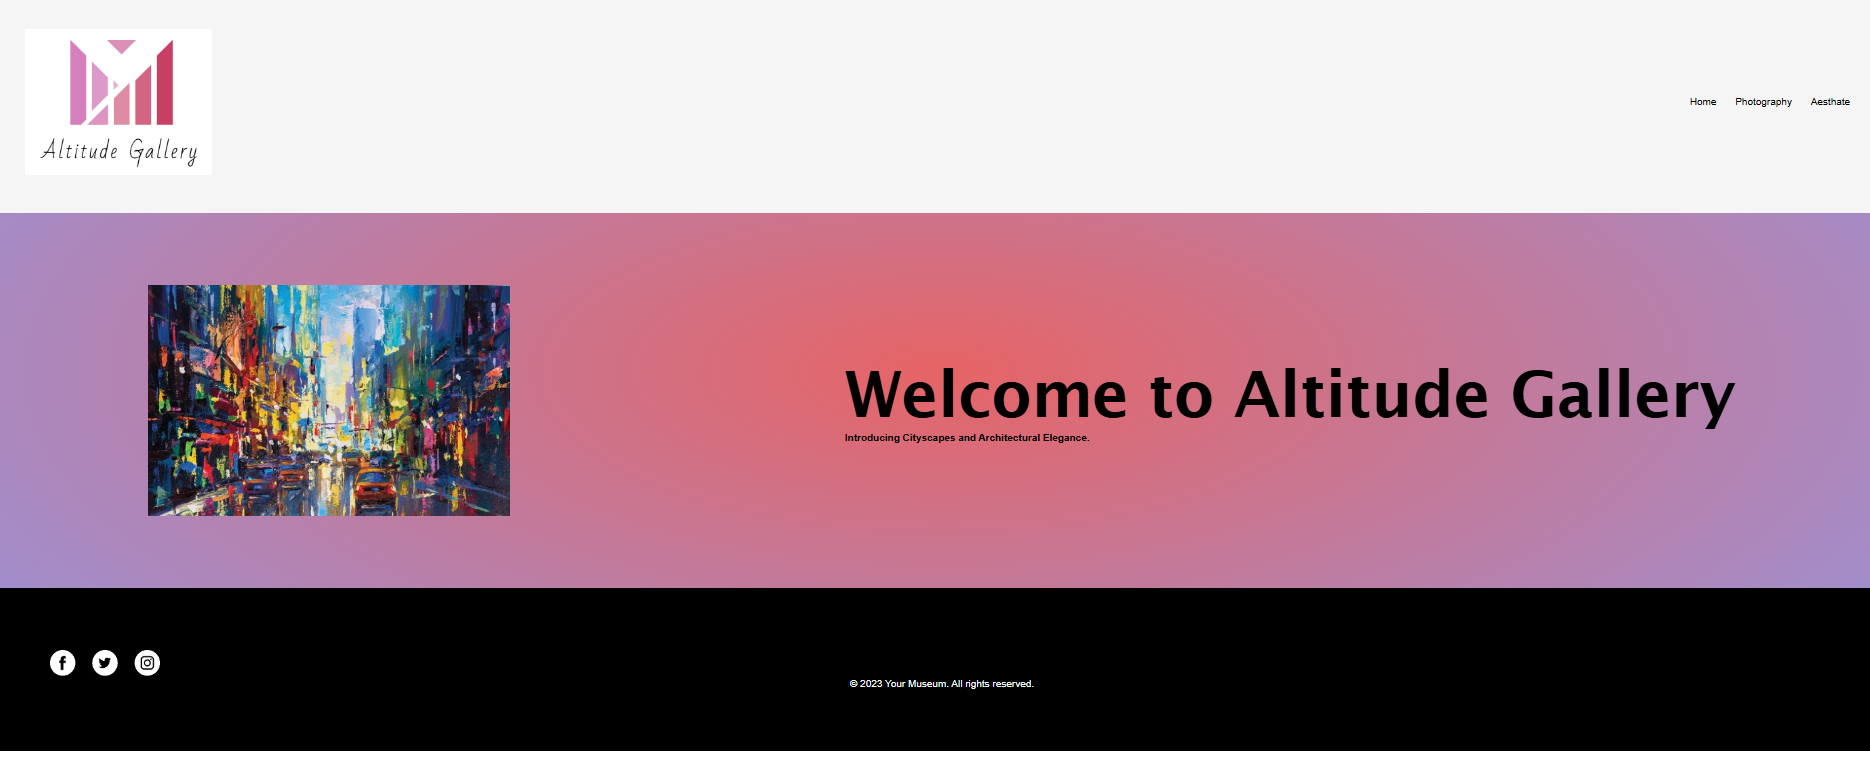 Altitude Gallery
Home Photography Aesthate
Welcome to Altitude Gallery
Introducing Cityscapes and Architectural Elegance.
© 2023 Your Museum. All rights reserved.